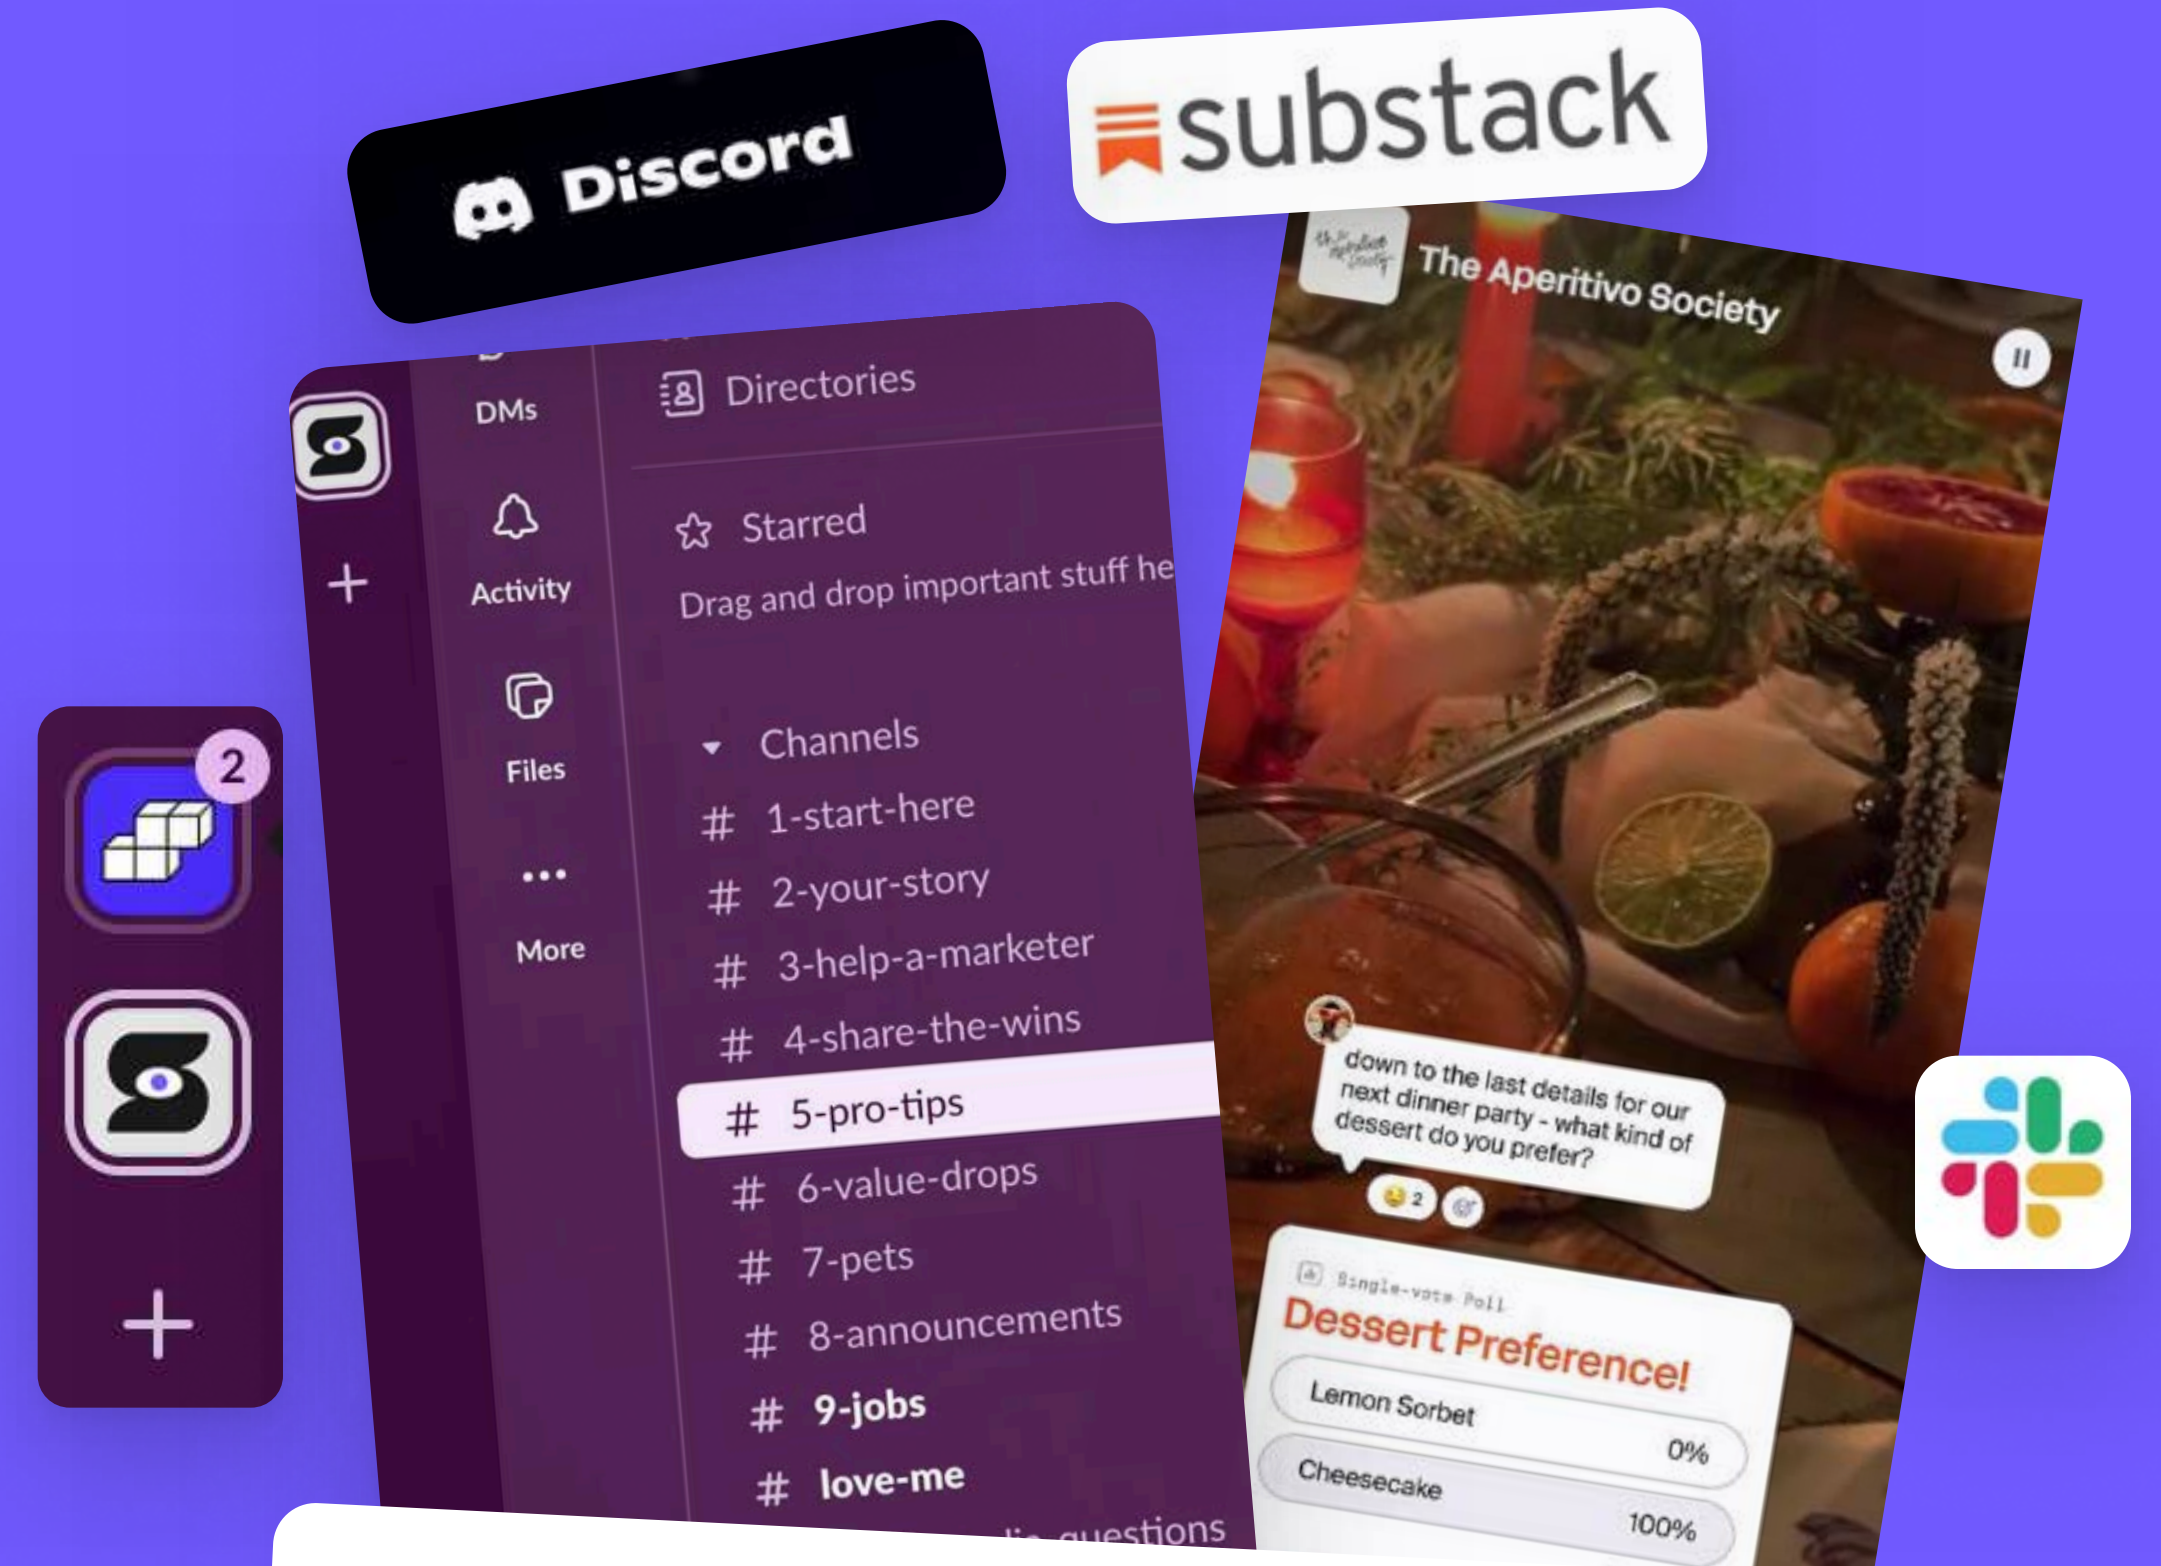 Discord
substack
The Aperitivo Society
DMs
Activity
Files
More
Directories
Starred
Drag and drop important stuff he
Channels
# 1-start-here
# 2-your-story
# 3-help-a-marketer
# 4-share-the-wins
# 5-pro-tips
# 6-value-drops
# 7-pets
# 8-announcements
# 9-jobs
# love-me
questions
2
down to the last details for our
next dinner party - what kind of
dessert do you prefer?
2
Single-vote Poll
Dessert Preference!
Lemon Sorbet
0%
Cheesecake
100%